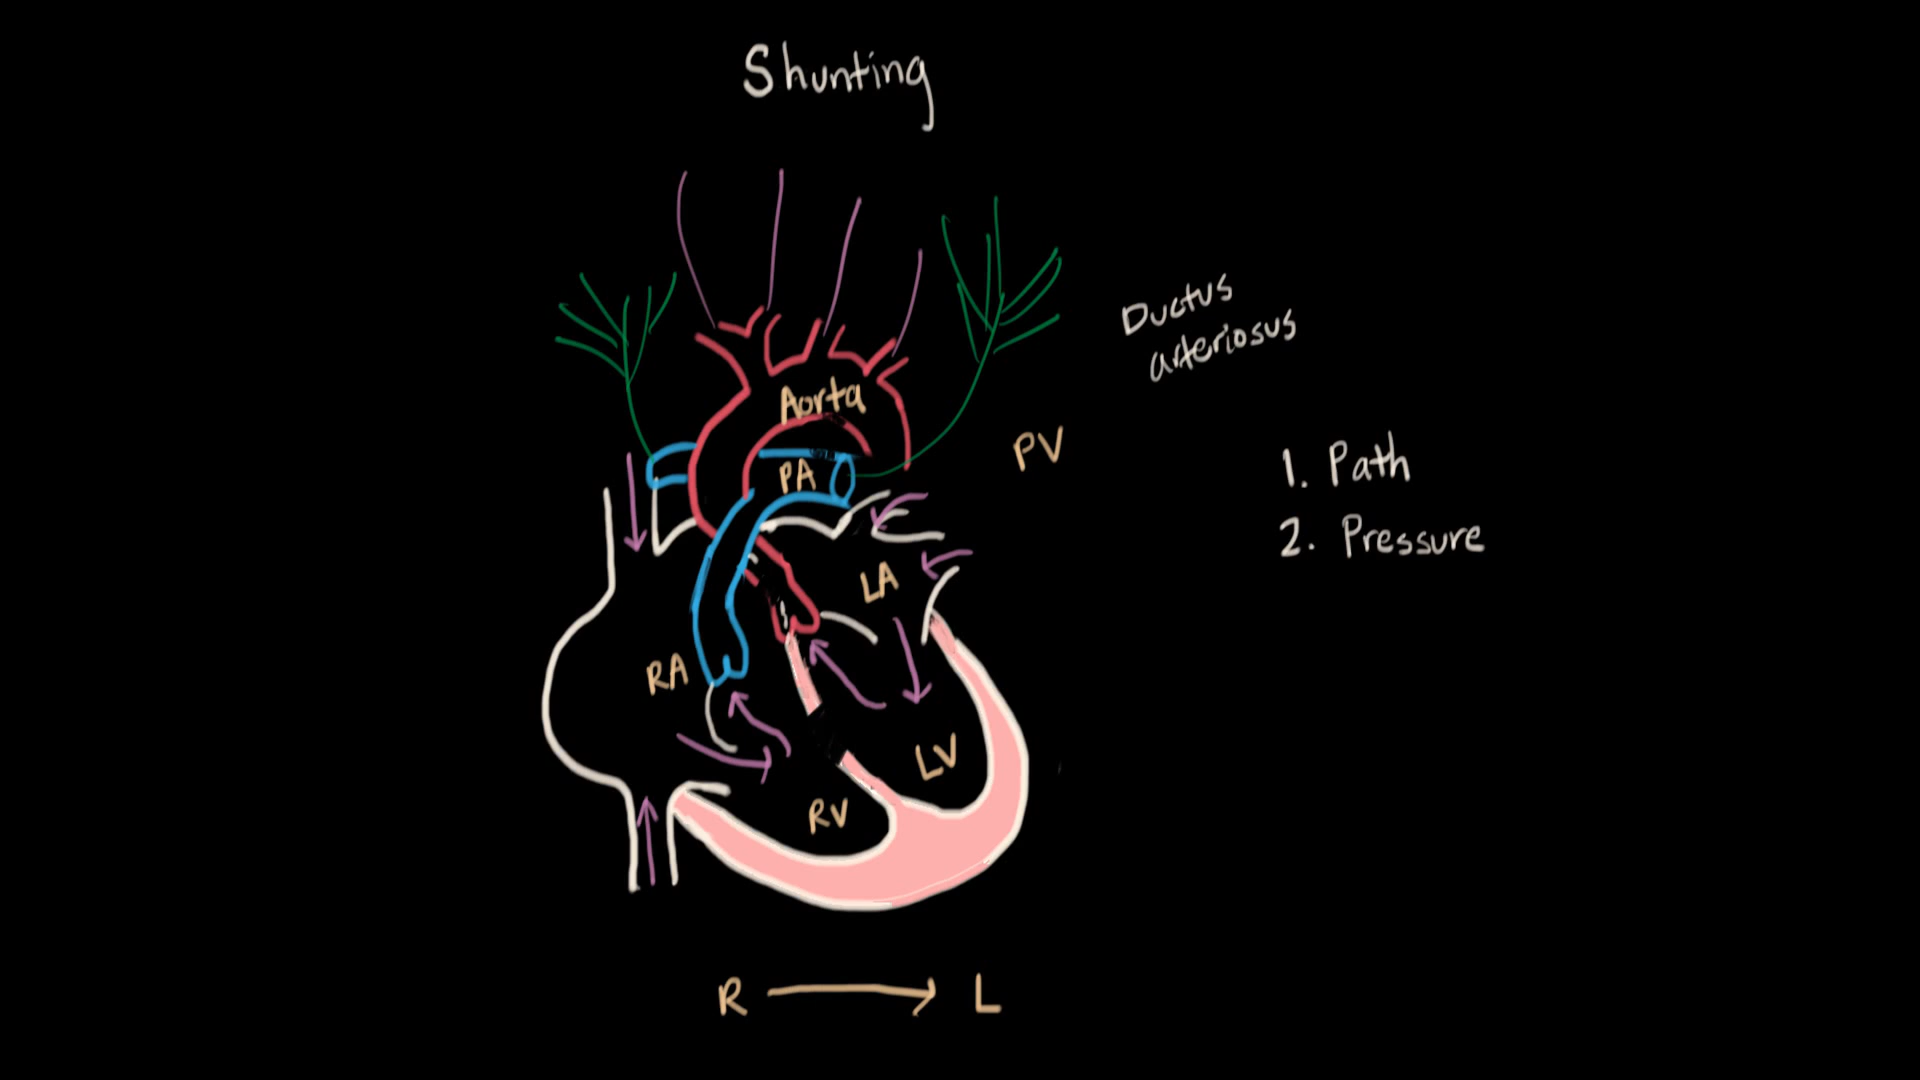 Shunting
Aorta
PA
PV
Ductus
arteriosus
1. Path
2. Pressure
LA
RA
LV
RV
R → L